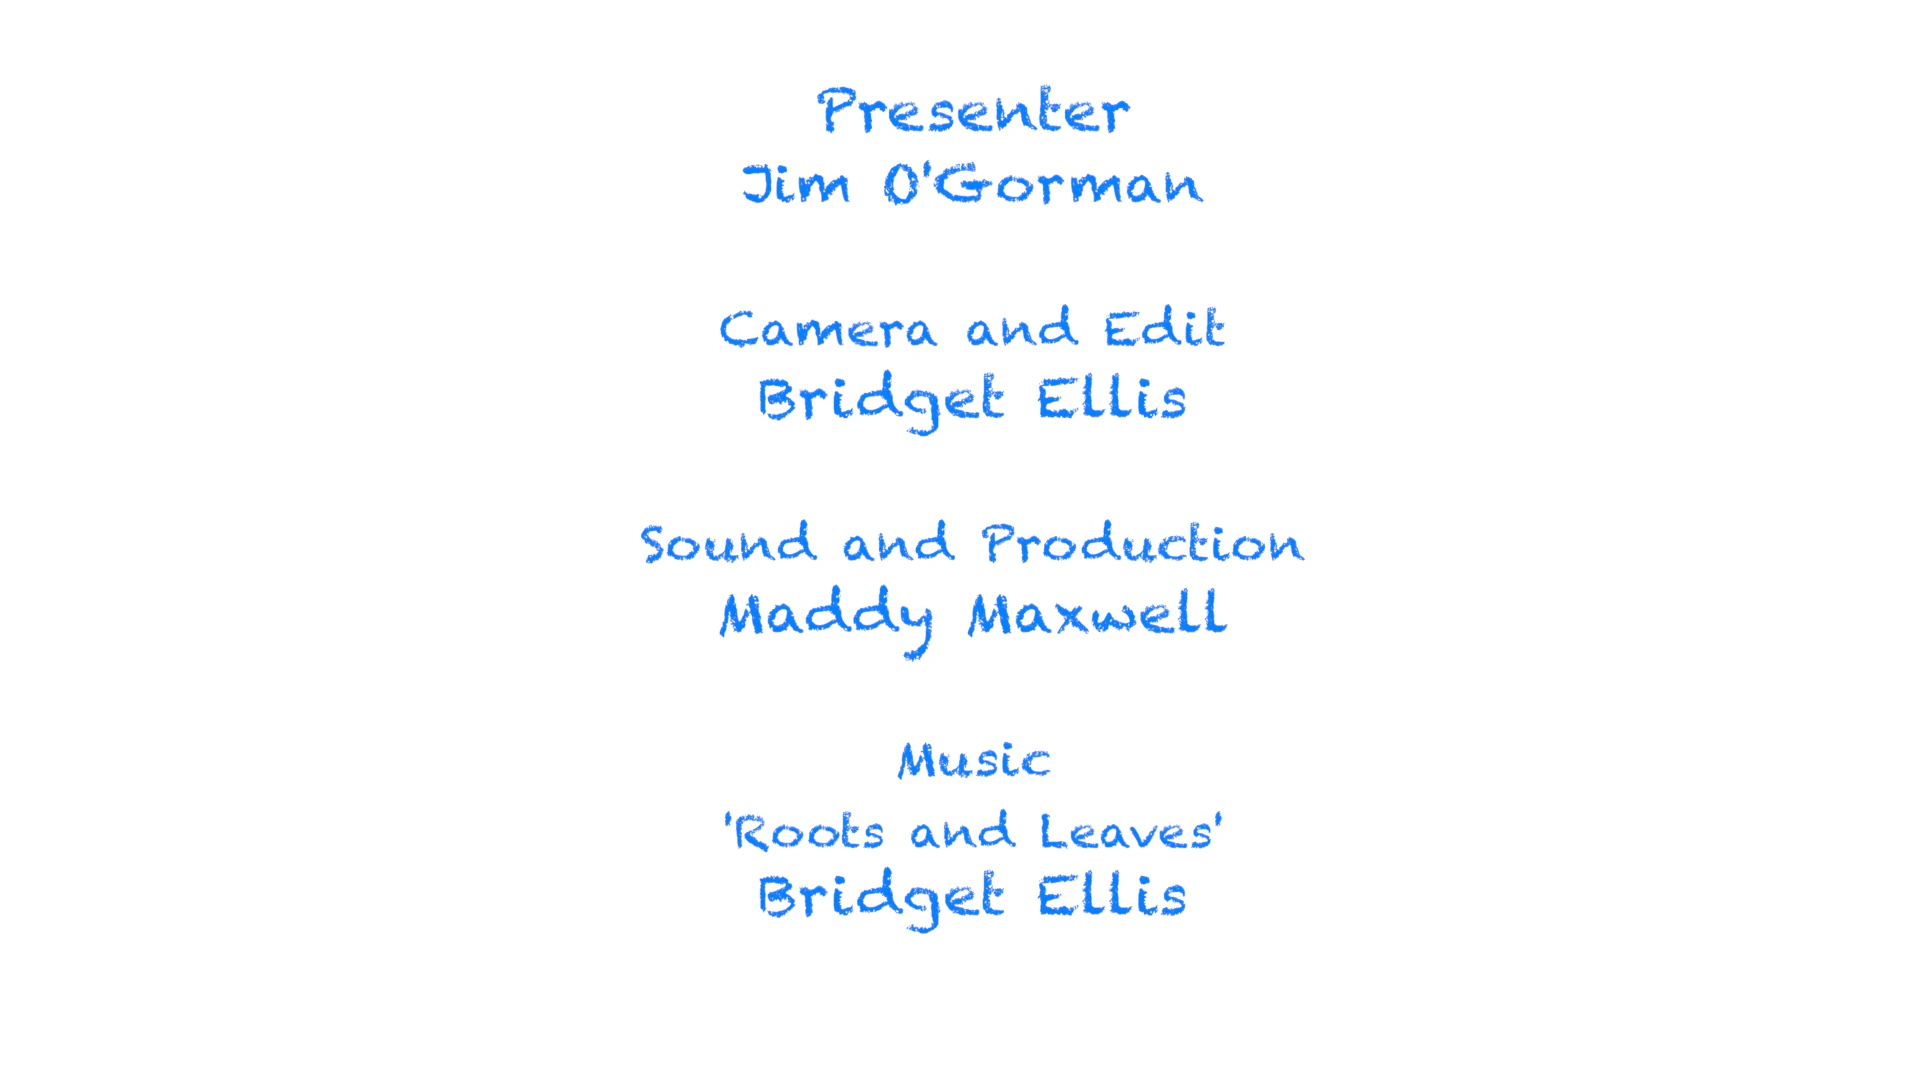 Presenter
Jim O'Gorman
Camera and Edit
Bridget Ellis
Sound and Production
Maddy Maxwell
Music
'Roots and Leaves'
Bridget Ellis